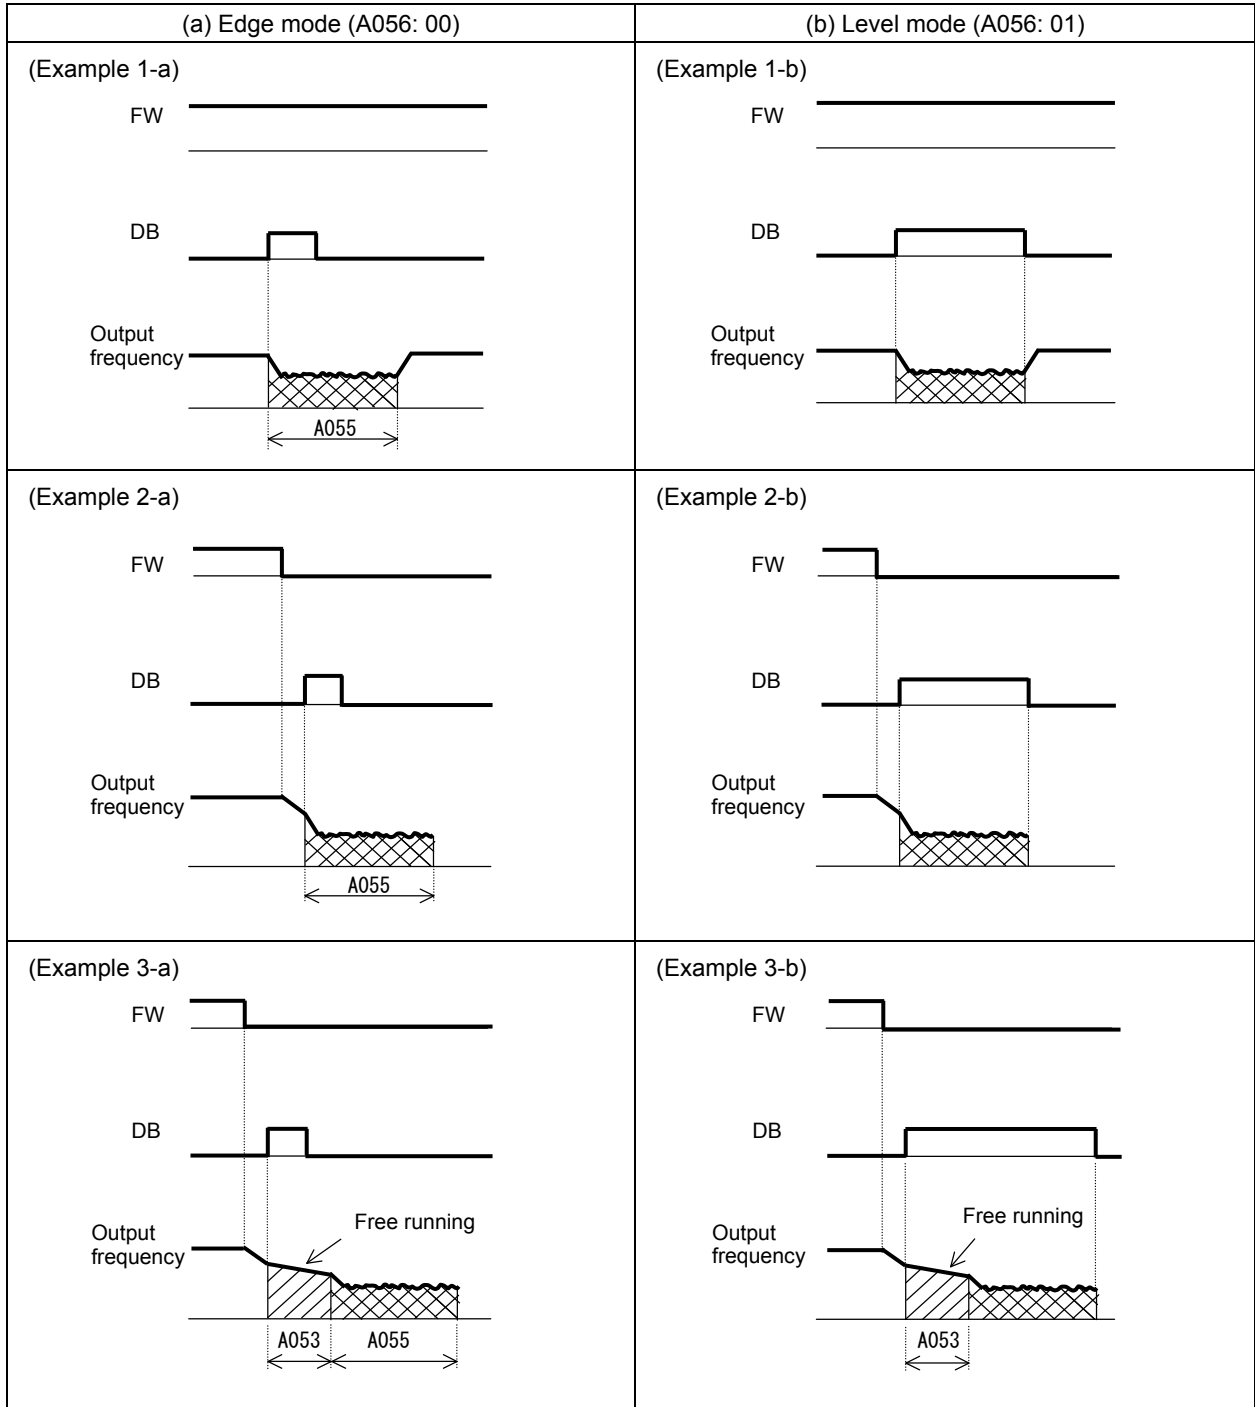 (a) Edge mode (A056: 00)
(b) Level mode (A056: 01)
(Example 1-a)
FW
DB
Output
frequency
A055
(Example 1-b)
FW
DB
Output
frequency
(Example 2-a)
FW
DB
Output
frequency
A055
(Example 2-b)
FW
DB
Output
frequency
(Example 3-a)
FW
DB
Output
frequency
Free running
A053
A055
(Example 3-b)
FW
DB
Output
frequency
Free running
A053